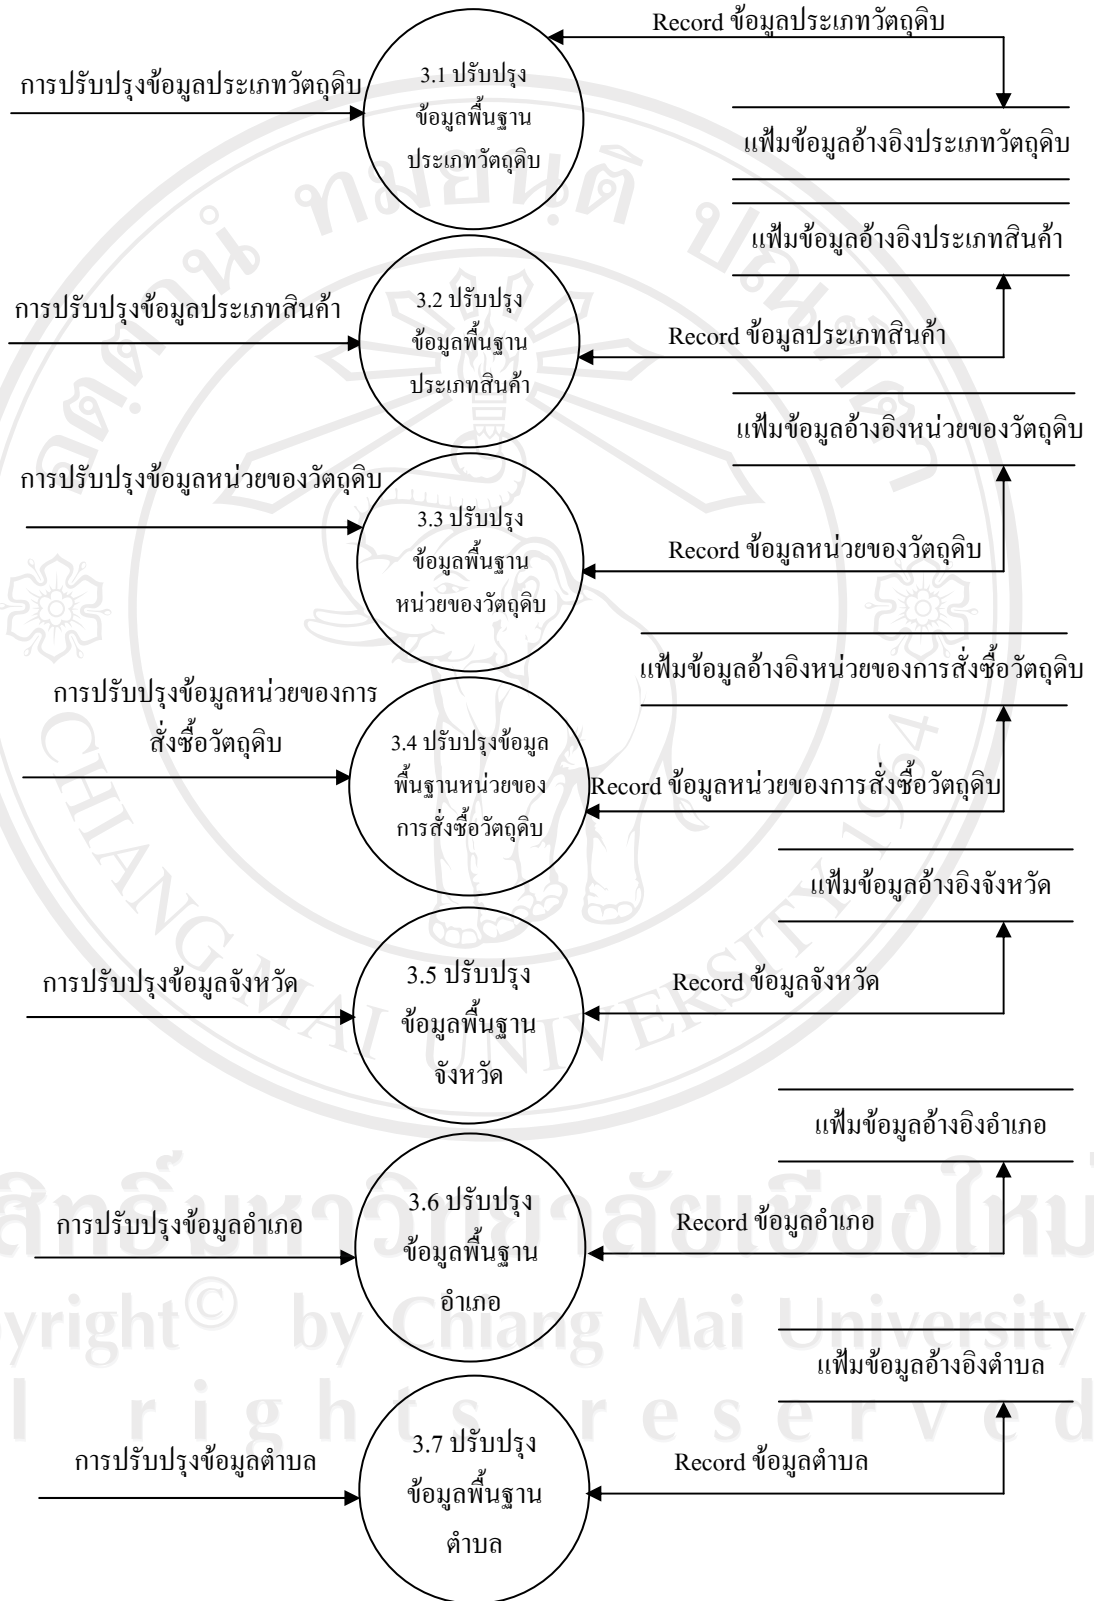 Record ข้อมูลประเภทวัตถุดิบ
การปรับปรุงข้อมูลประเภทวัตถุดิบ
3.1 ปรับปรุง
ข้อมูลพื้นฐาน
ประเภทวัตถุดิบ
แฟ้มข้อมูลอ้างอิงประเภทวัตถุดิบ
แฟ้มข้อมูลอ้างอิงประเภทสินค้า
การปรับปรุงข้อมูลประเภทสินค้า
3.2 ปรับปรุง
ข้อมูลพื้นฐาน
ประเภทสินค้า
Record ข้อมูลประเภทสินค้า
แฟ้มข้อมูลอ้างอิงหน่วยของวัตถุดิบ
การปรับปรุงข้อมูลหน่วยของวัตถุดิบ
3.3 ปรับปรุง
ข้อมูลพื้นฐาน
หน่วยของวัตถุดิบ
Record ข้อมูลหน่วยของวัตถุดิบ
แฟ้มข้อมูลอ้างอิงหน่วยของการสั่งซื้อวัตถุดิบ
การปรับปรุงข้อมูลหน่วยของการ
สั่งซื้อวัตถุดิบ
3.4 ปรับปรุงข้อมูล
พื้นฐานหน่วยของ
การสั่งซื้อวัตถุดิบ
Record ข้อมูลหน่วยของการสั่งซื้อวัตถุดิบ
แฟ้มข้อมูลอ้างอิงจังหวัด
การปรับปรุงข้อมูลจังหวัด
3.5 ปรับปรุง
ข้อมูลพื้นฐาน
จังหวัด
Record ข้อมูลจังหวัด
แฟ้มข้อมูลอ้างอิงอำเภอ
การปรับปรุงข้อมูลอำเภอ
3.6 ปรับปรุง
ข้อมูลพื้นฐาน
อำเภอ
Record ข้อมูลอำเภอ
แฟ้มข้อมูลอ้างอิงตำบล
การปรับปรุงข้อมูลตำบล
3.7 ปรับปรุง
ข้อมูลพื้นฐาน
ตำบล
Record ข้อมูลตำบล
CHIANG MAI UNIVERSITY 1964
by Chiang Mai University
rights reserved